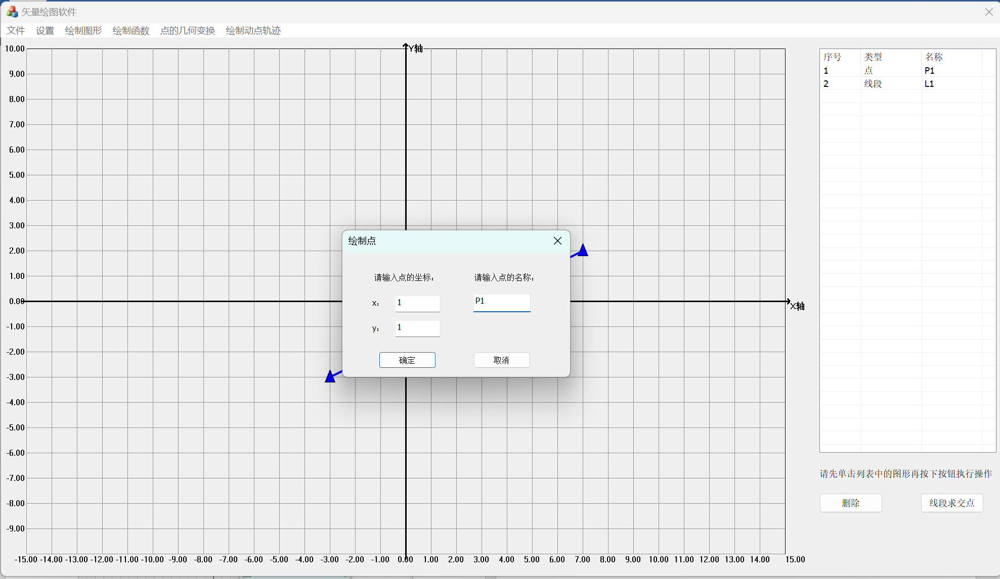 矢量绘图软件
文件 设置 绘制图形 绘制函数 点的几何变换 绘制动点轨迹
Y轴
10.00
9.00
8.00
7.00
6.00
5.00
4.00
3.00
2.00
1.00
0.00
-1.00
-2.00
-3.00
-4.00
-5.00
-6.00
-7.00
-8.00
-9.00
-15.00 -14.00 -13.00 -12.00 -11.00 -10.00 -9.00 -8.00 -7.00 -6.00 -5.00 -4.00 -3.00 -2.00 -1.00 0.00 1.00 2.00 3.00 4.00 5.00 6.00 7.00 8.00 9.00 10.00 11.00 12.00 13.00 14.00 15.00
X轴
绘制点
请输入点的坐标: 请输入点的名称:
x: 1 P1
y: 1
确定 取消
序号 类型 名称
1 点 P1
2 线段 L1
请先单击列表中的图形再按下按钮执行操作
删除 线段求交点